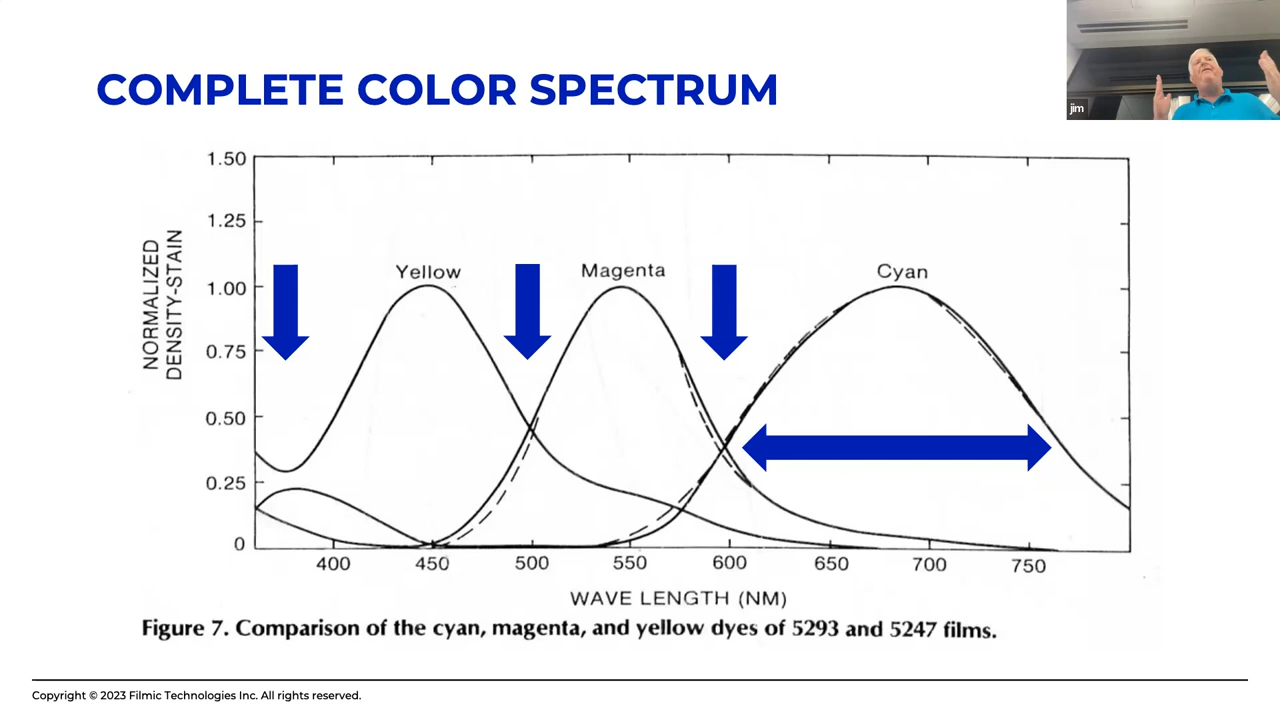 COMPLETE COLOR SPECTRUM
jim
NORMALIZED
DENSITY-STAIN
1.50
1.25
1.00
0.75
0.50
0.25
0
Yellow
Magenta
Cyan
400 450 500 550 600 650 700 750
WAVE LENGTH (NM)
Figure 7. Comparison of the cyan, magenta, and yellow dyes of 5293 and 5247 films.
Copyright © 2023 Filmic Technologies Inc. All rights reserved.